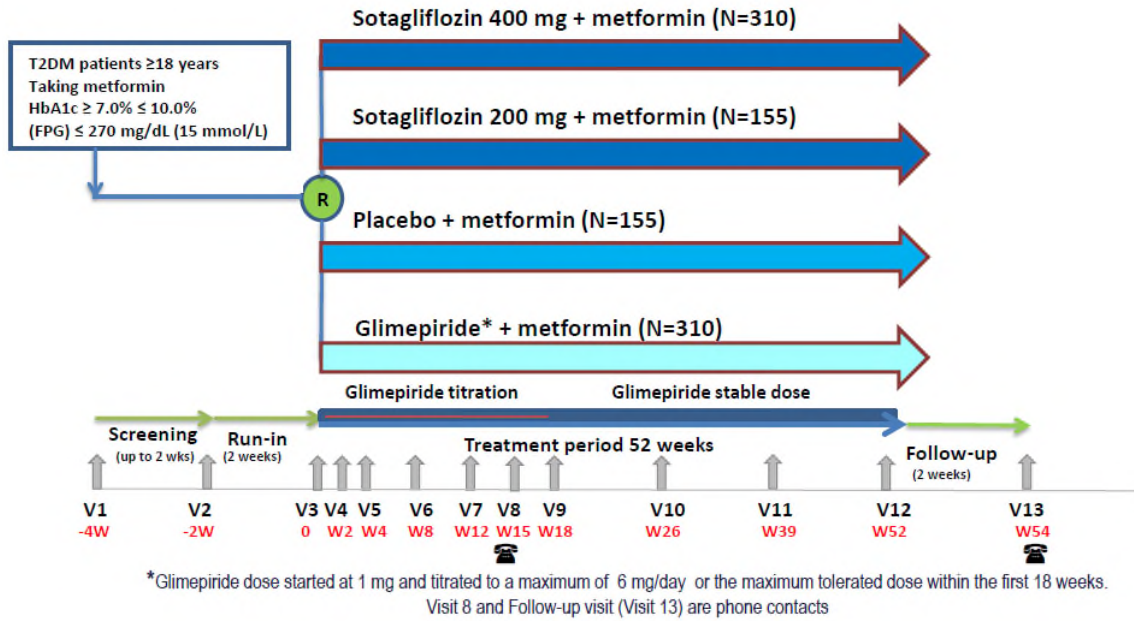 Sotagliflozin 400 mg + metformin (N=310)
T2DM patients ≥18 years
Taking metformin
HbA1c ≥ 7.0% ≤ 10.0%
(FPG) ≤ 270 mg/dL (15 mmol/L)
Sotagliflozin 200 mg + metformin (N=155)
R
Placebo + metformin (N=155)
Glimepiride* + metformin (N=310)
Glimepiride titration Glimepiride stable dose
Screening
(up to 2 wks)
Run-in
(2 weeks)
Treatment period 52 weeks
Follow-up
(2 weeks)
V1 V2 V3 V4 V5 V6 V7 V8 V9 V10 V11 V12 V13
-4W -2W 0 W2 W4 W8 W12 W15 W18 W26 W39 W52 W54
*Glimepiride dose started at 1 mg and titrated to a maximum of 6 mg/day or the maximum tolerated dose within the first 18 weeks.
Visit 8 and Follow-up visit (Visit 13) are phone contacts